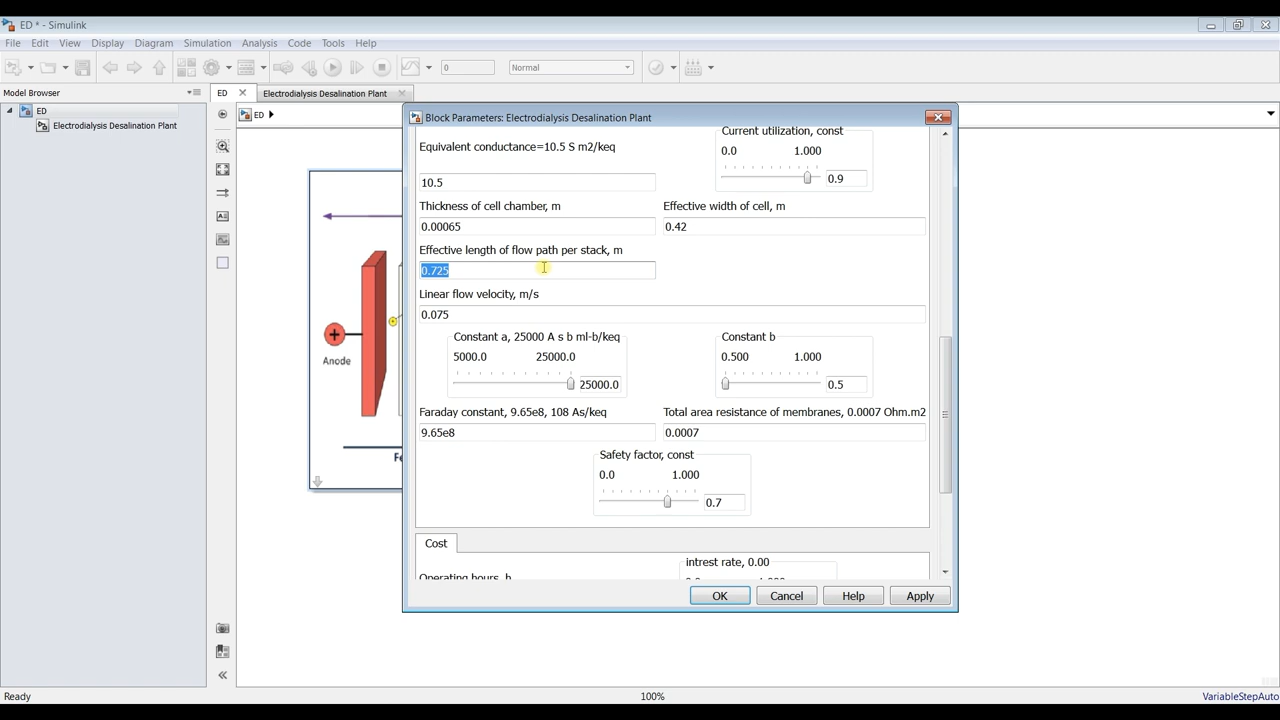 ED * - Simulink
File Edit View Display Diagram Simulation Analysis Code Tools Help
0 Normal
Model Browser ED Electrodialysis Desalination Plant
ED
Electrodialysis Desalination Plant
ED
Block Parameters: Electrodialysis Desalination Plant
Current utilization, const
Equivalent conductance=10.5 S m2/keq
0.0 1.000
10.5
0.9
Thickness of cell chamber, m Effective width of cell, m
0.00065 0.42
Effective length of flow path per stack, m
0.725
Linear flow velocity, m/s
0.075
Constant a, 25000 A s b ml-b/keq Constant b
5000.0 25000.0 0.500 1.000
25000.0 0.5
Faraday constant, 9.65e8, 108 As/keq Total area resistance of membranes, 0.0007 Ohm.m2
9.65e8 0.0007
Safety factor, const
0.0 1.000
0.7
Anode
Fe
Cost
intrest rate, 0.00
Operating hours, h
OK Cancel Help Apply
Ready 100% VariableStepAuto